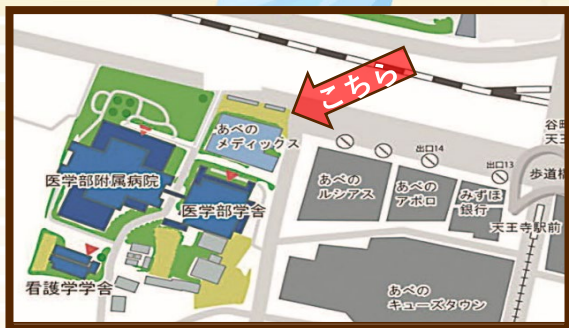 こちら
あべの
メディックス
医学部附属病院
医学部学舎
看護学学舎
あべの
ルシアス
あべの
アポロ
みずほ
銀行
出口14
出口13
谷町
天王
歩道橋
天王寺駅前
あべの
キューズタウン